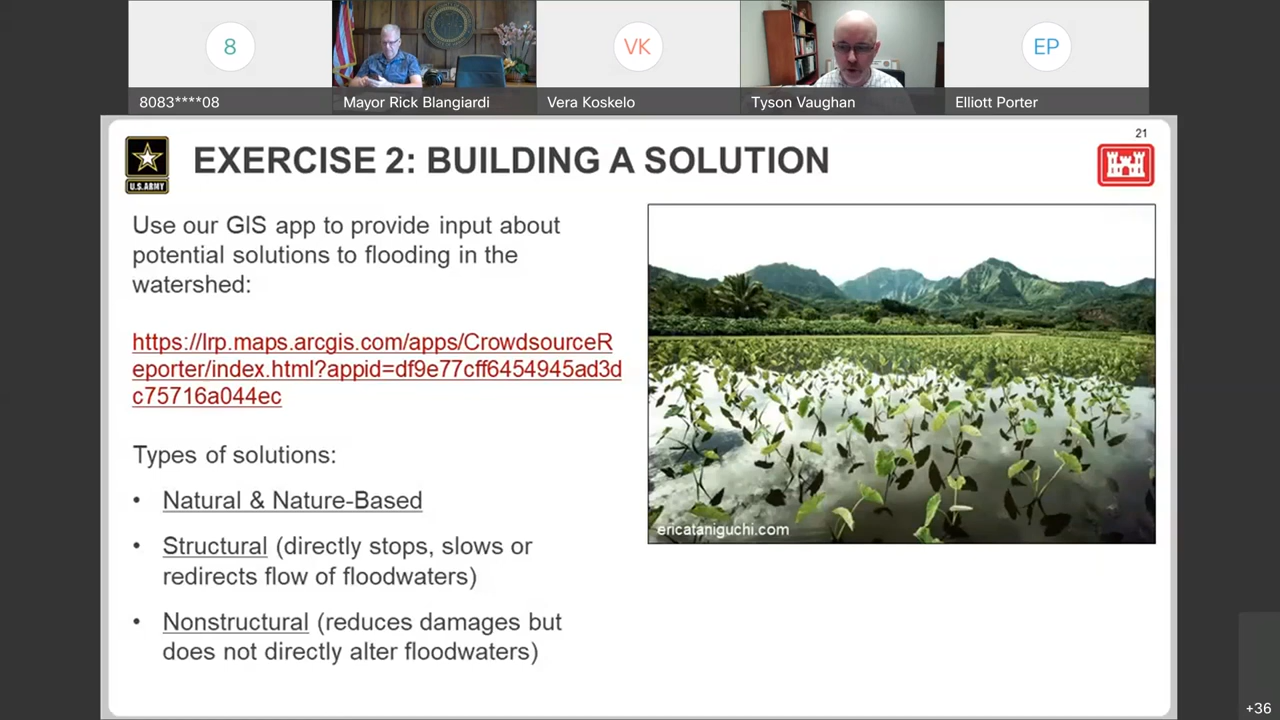 8
VK
EP
8083****08
Mayor Rick Blangiardi
Vera Koskelo
Tyson Vaughan
Elliott Porter
21
U.S.ARMY
EXERCISE 2: BUILDING A SOLUTION
Use our GIS app to provide input about
potential solutions to flooding in the
watershed:
https://lrp.maps.arcgis.com/apps/CrowdsourceR
eporter/index.html?appid=df9e77cff6454945ad3d
c75716a044ec
Types of solutions:
• Natural & Nature-Based
• Structural (directly stops, slows or
redirects flow of floodwaters)
• Nonstructural (reduces damages but
does not directly alter floodwaters)
ericataniguchi.com
+36